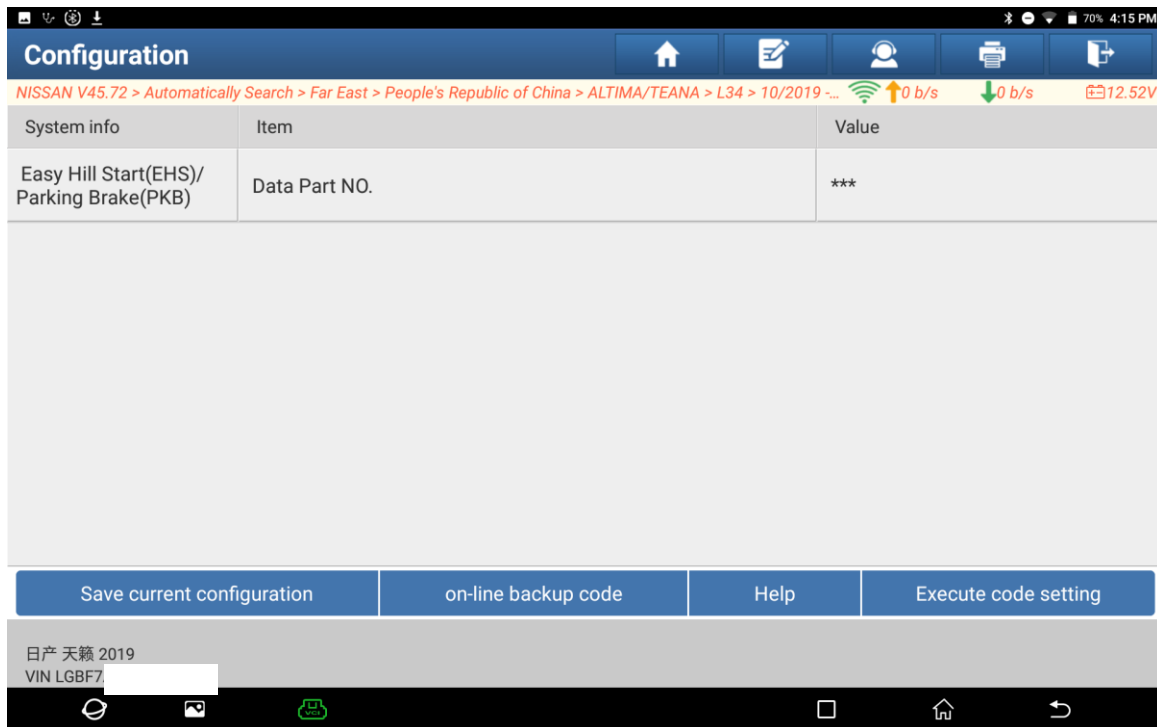 70% 4:15 PM
Configuration
NISSAN V45.72 > Automatically Search > Far East > People's Republic of China > ALTIMA/TEANA > L34 > 10/2019 -... 0 b/s 0 b/s 12.52V
System info Item Value
Easy Hill Start(EHS)/
Parking Brake(PKB) Data Part NO. ***
Save current configuration on-line backup code Help Execute code setting
日产 天籁 2019
VIN LGBF7
VCI